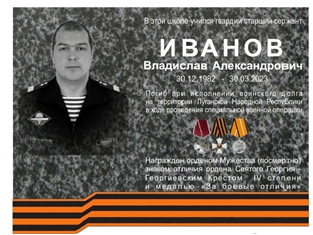 В этой школе учился гвардии старший сержант
ИВАНОВ
Владислав Александрович
30.12.1982 - 30.03.2023
Погиб при исполнении воинского долга
на территории Луганской Народной Республики
в ходе проведения специальной военной операции
Награжден орденом Мужества (посмертно)
знаком отличия ордена Святого Георгия -
Георгиевским Крестом IV степени
и медалью «За боевые отличия»